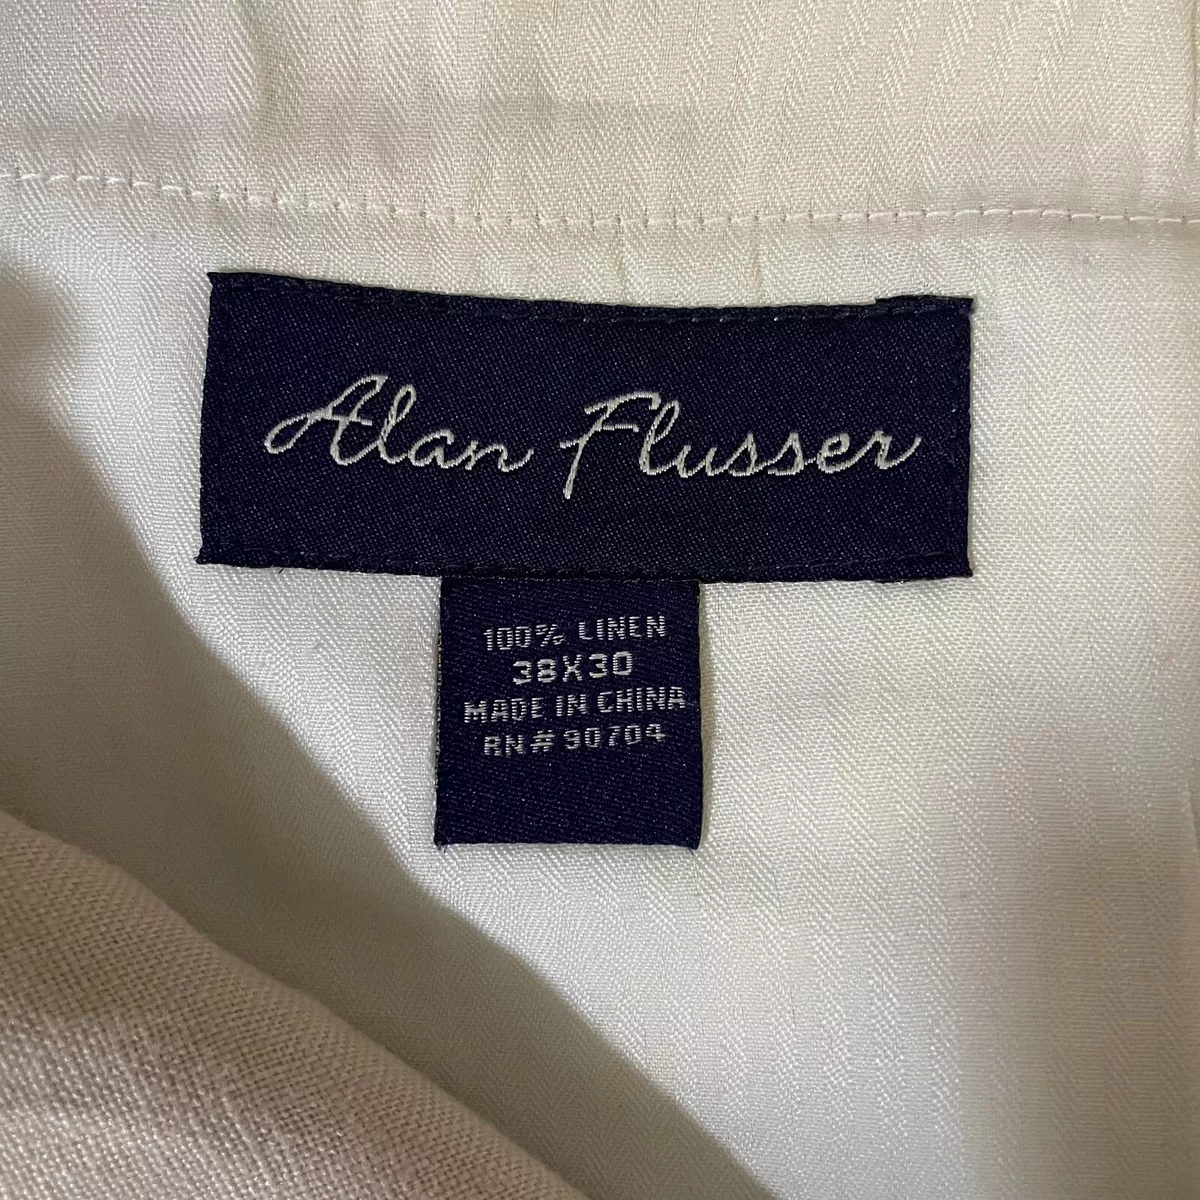 Alan Flusser
100% LINEN
38X30
MADE IN CHINA
RN#90704